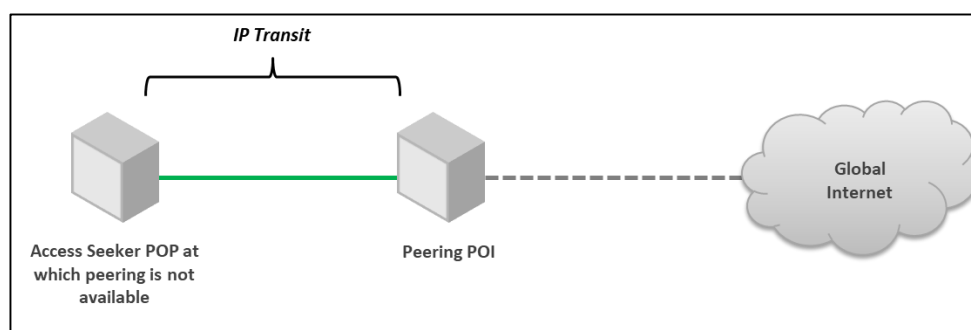 IP Transit
Global
Internet
Access Seeker POP at
which peering is not
available
Peering POI